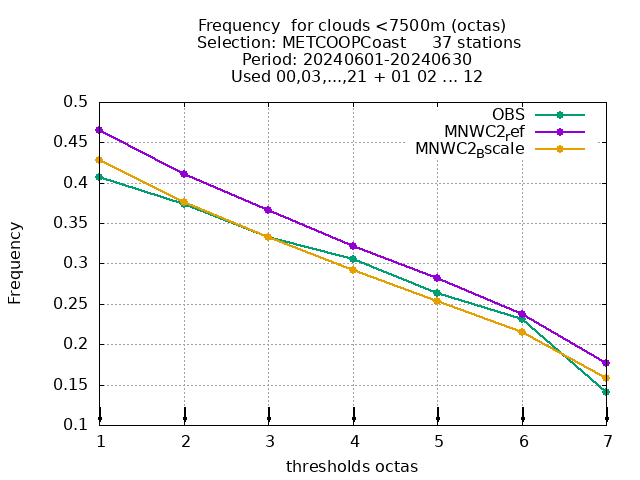 Frequency  for clouds <7500m (octas)
Selection: METCOOPCoast     37 stations
Period: 20240601-20240630
Used 00,03,...,21 + 01 02 ... 12
0.5
OBS
MNWC2ref
MNWC2Bscale
0.45
0.4
0.35
0.3
0.25
0.2
0.15
0.1
Frequency
1 2 3 4 5 6 7
thresholds octas